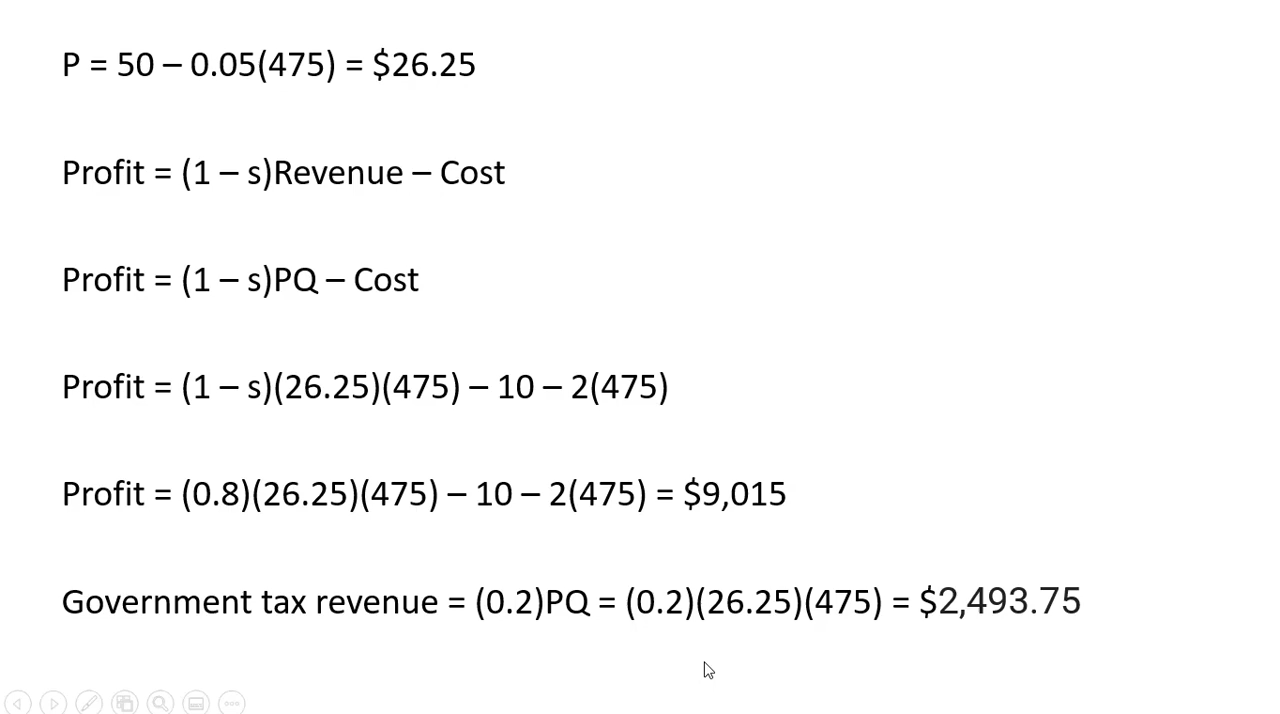 P = 50 – 0.05(475) = $26.25
Profit = (1 – s)Revenue – Cost
Profit = (1 – s)PQ – Cost
Profit = (1 – s)(26.25)(475) – 10 – 2(475)
Profit = (0.8)(26.25)(475) – 10 – 2(475) = $9,015
Government tax revenue = (0.2)PQ = (0.2)(26.25)(475) = $2,493.75